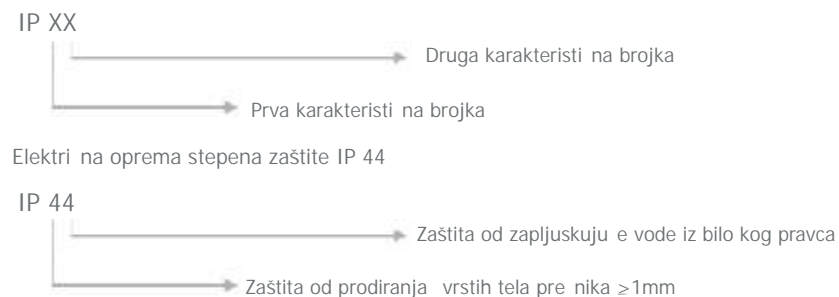 IP XX
Druga karakteristi na brojka
Prva karakteristi na brojka
Elektri na oprema stepena zaštite IP 44
IP 44
Zaštita od zapljuskuju e vode iz bilo kog pravca
Zaštita od prodiranja vrstih tela pre nika ≥1mm